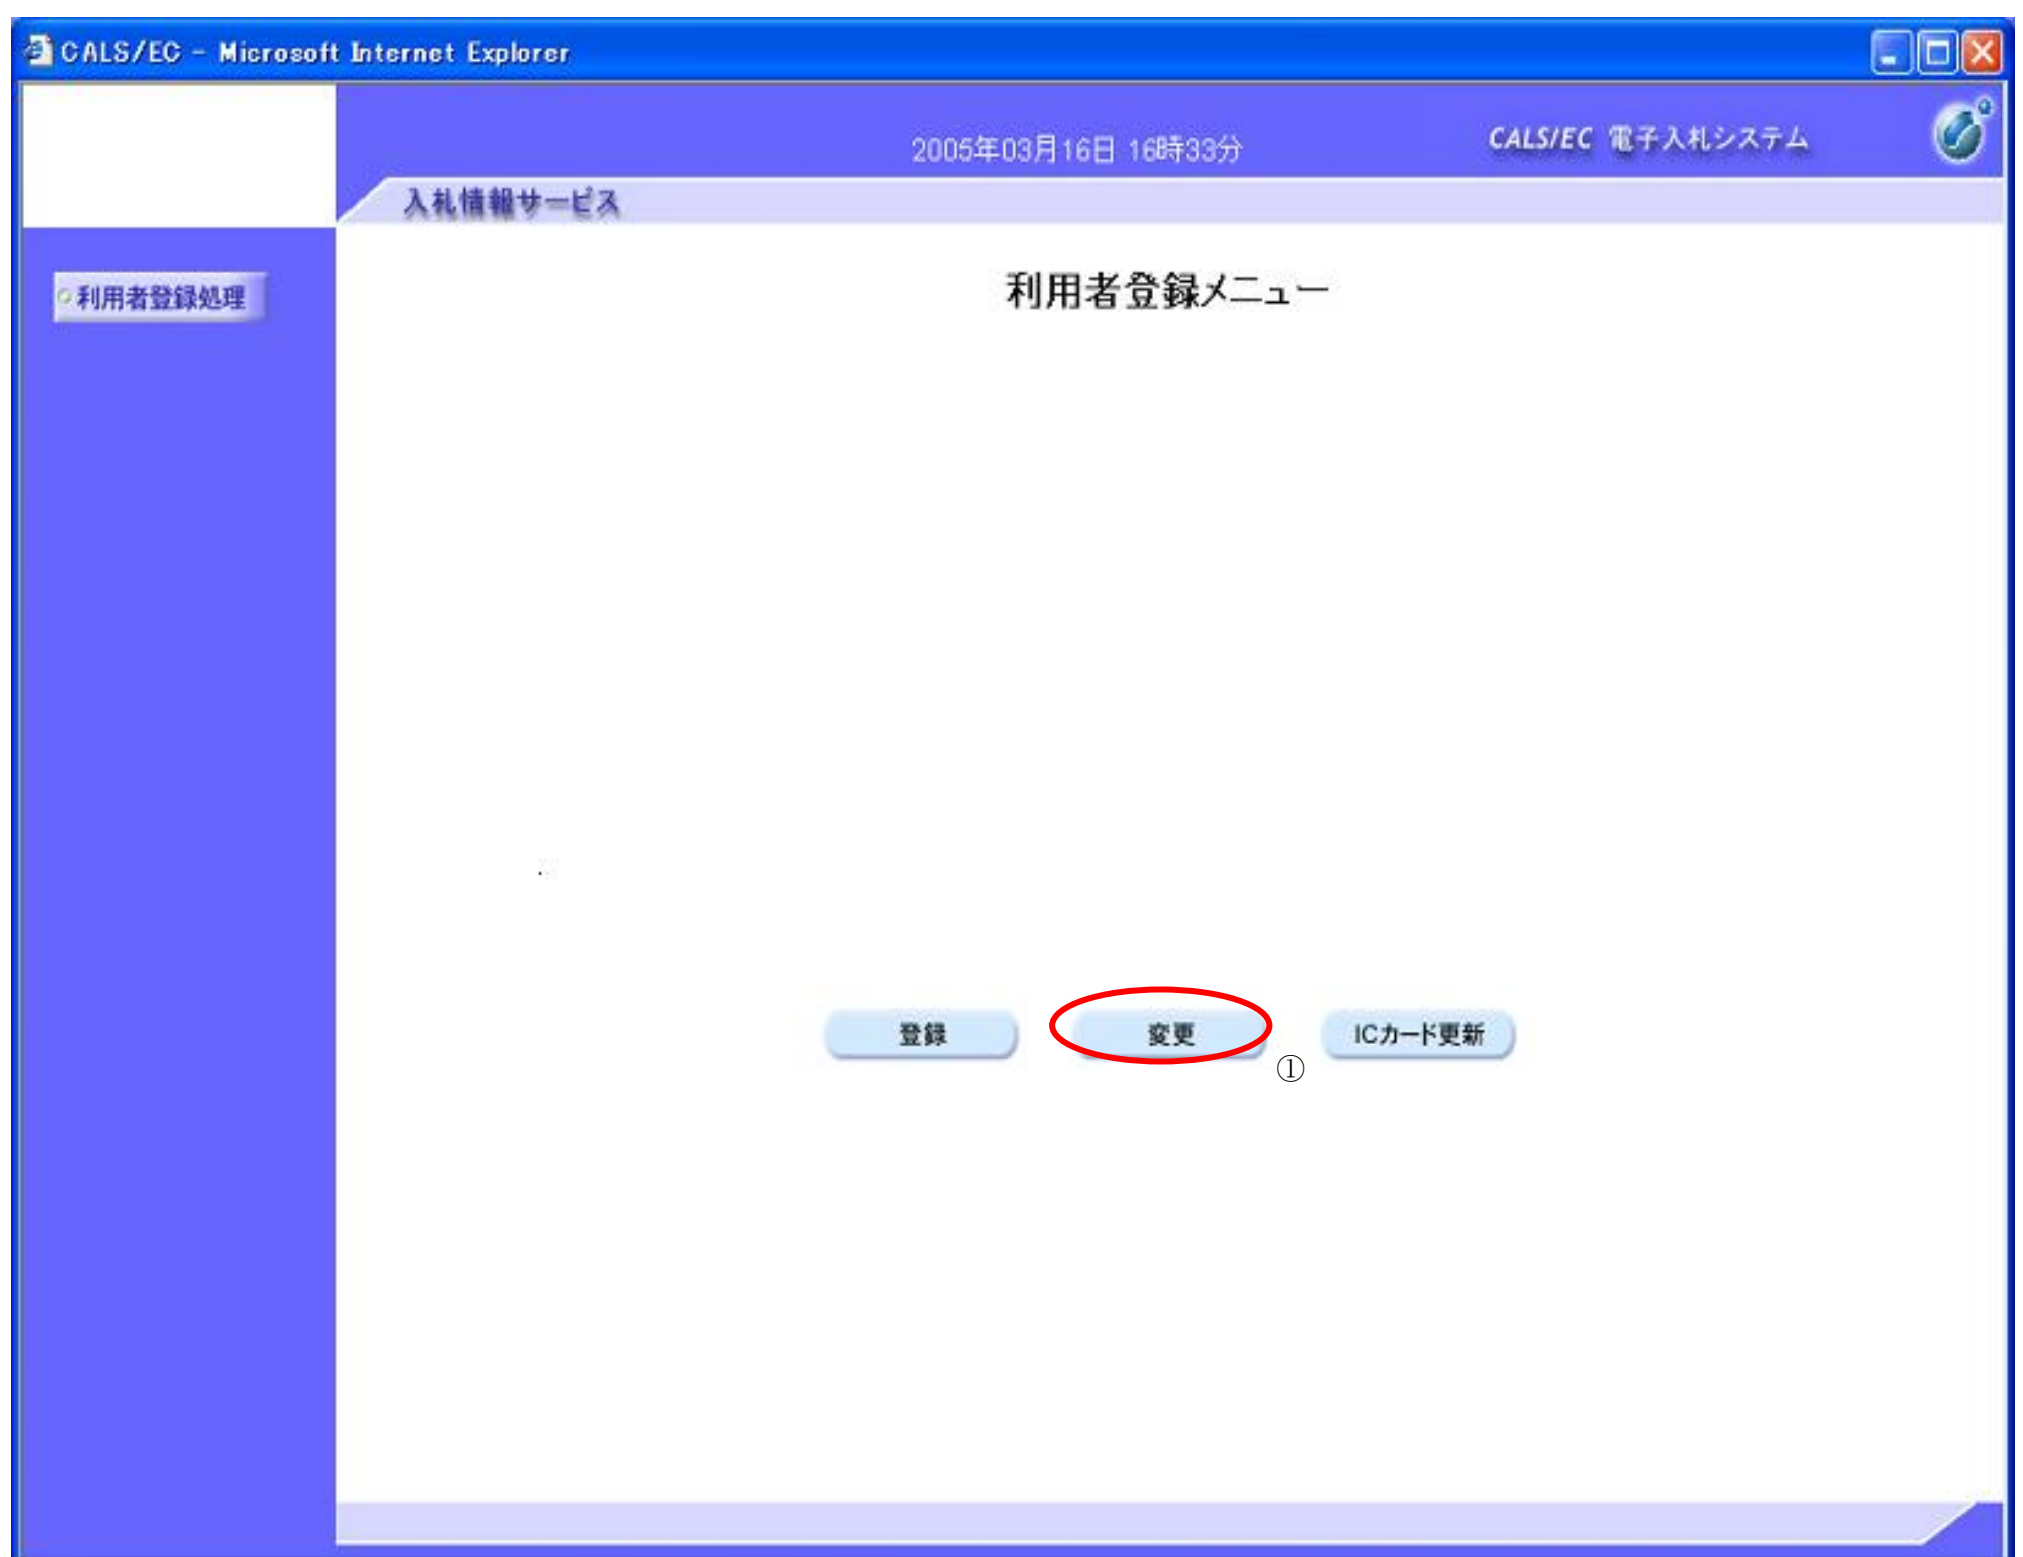 CALS/EC - Microsoft Internet Explorer
2005年03月16日 16時33分
CALS/EC 電子入札システム
入札情報サービス
利用者登録処理
利用者登録メニュー
登録
変更
ICカード更新
①